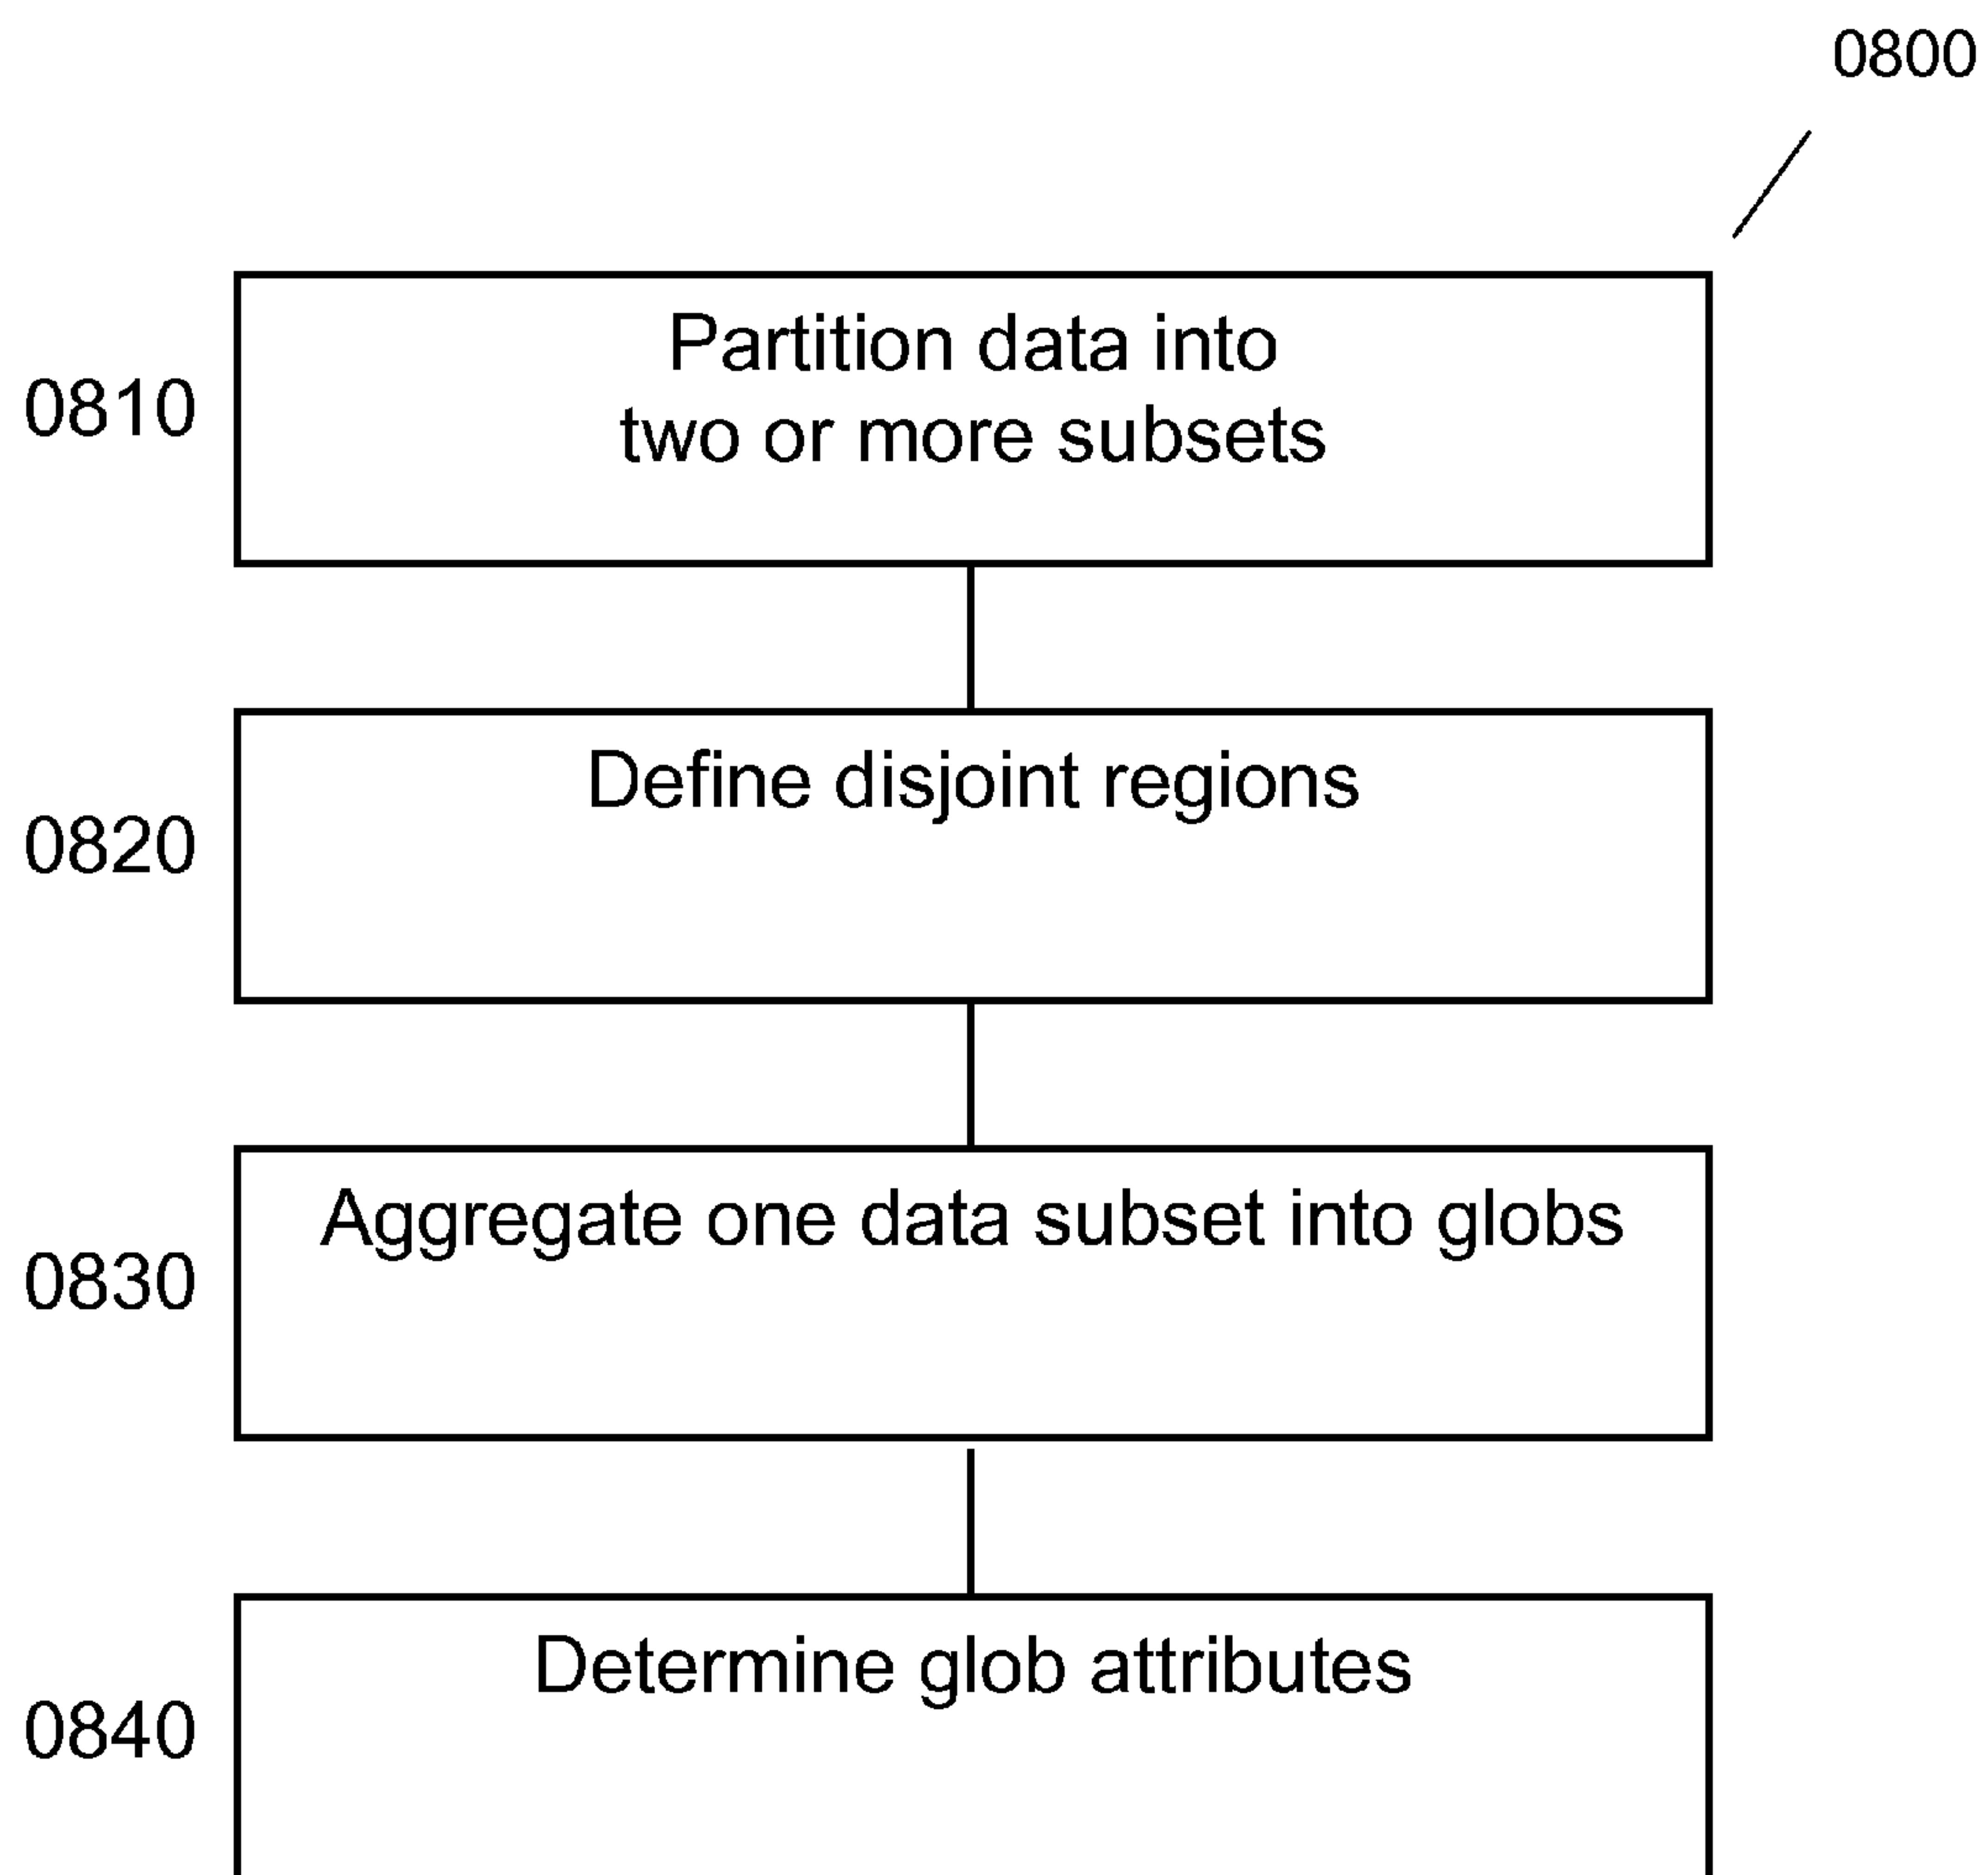 0800
0810
Partition data into
two or more subsets
0820
Define disjoint regions
0830
Aggregate one data subset into globs
0840
Determine glob attributes